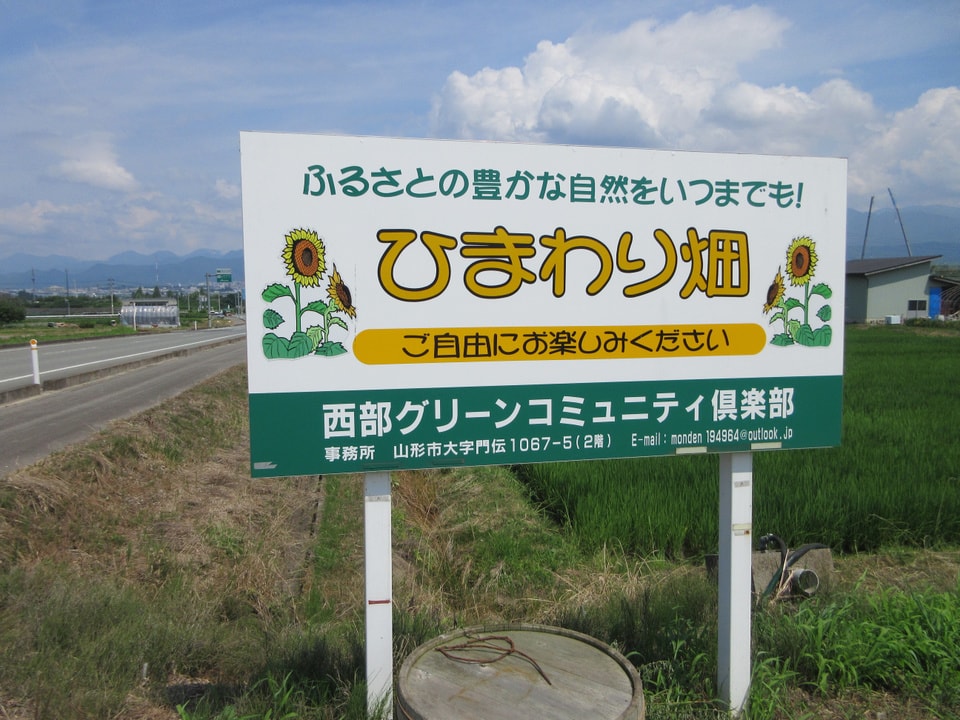 ふるさとの豊かな自然をいつまでも!
ひまわり畑
ご自由にお楽しみください
西部グリーンコミュニティ倶楽部
事務所 山形市大字門伝1067-5(2階) E-mail:monden194964@outlook.jp